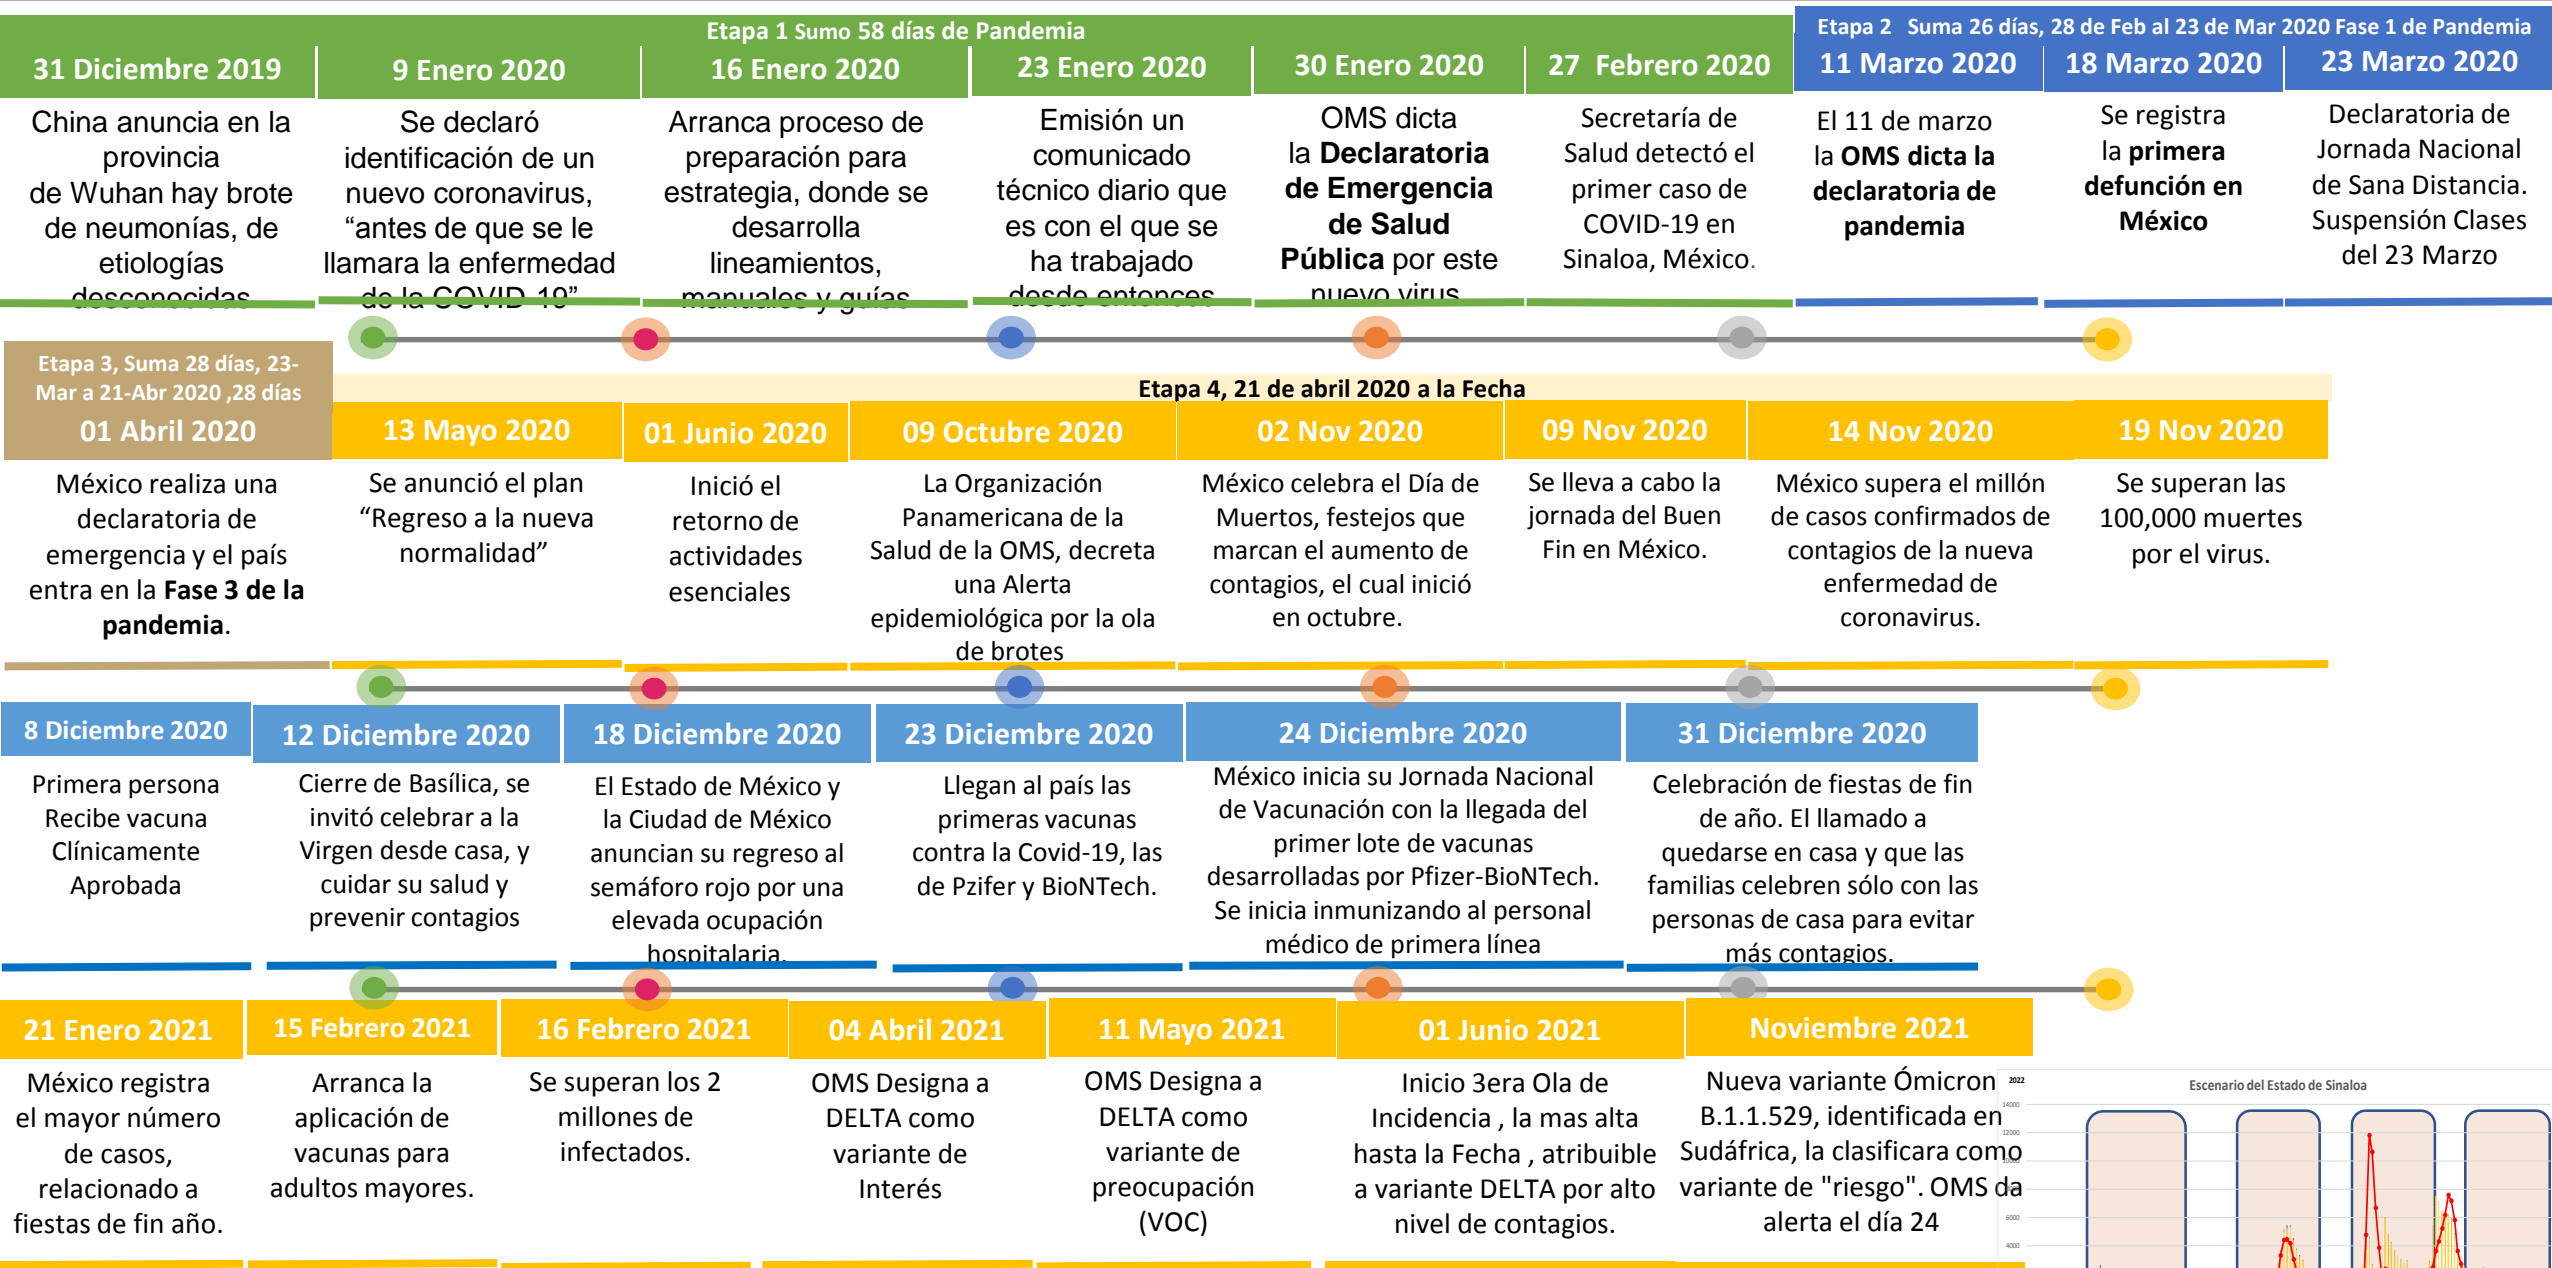 Etapa 1 Sumo 58 días de Pandemia
Etapa 2 Suma 26 días, 28 de Feb al 23 de Mar 2020 Fase 1 de Pandemia
31 Diciembre 2019
China anuncia en la
provincia
de Wuhan hay brote
de neumonías, de
etiologías
desconocidas
9 Enero 2020
Se declaró
identificación de un
nuevo coronavirus,
“antes de que se le
llamara la enfermedad
de la COVID-19”
16 Enero 2020
Arranca proceso de
preparación para
estrategia, donde se
desarrolla
lineamientos,
manuales y guías
23 Enero 2020
Emisión un
comunicado
técnico diario que
es con el que se
ha trabajado
desde entonces
30 Enero 2020
OMS dicta
la Declaratoria
de Emergencia
de Salud
Pública por este
nuevo virus
27 Febrero 2020
Secretaría de
Salud detectó el
primer caso de
COVID-19 en
Sinaloa, México.
11 Marzo 2020
El 11 de marzo
la OMS dicta la
declaratoria de
pandemia
18 Marzo 2020
Se registra
la primera
defunción en
México
23 Marzo 2020
Declaratoria de
Jornada Nacional
de Sana Distancia.
Suspensión Clases
del 23 Marzo
Etapa 3, Suma 28 días, 23-
Mar a 21-Abr 2020 ,28 días
Etapa 4, 21 de abril 2020 a la Fecha
01 Abril 2020
México realiza una
declaratoria de
emergencia y el país
entra en la Fase 3 de la
pandemia.
13 Mayo 2020
Se anunció el plan
“Regreso a la nueva
normalidad”
01 Junio 2020
Inició el
retorno de
actividades
esenciales
09 Octubre 2020
La Organización
Panamericana de la
Salud de la OMS, decreta
una Alerta
epidemiológica por la ola
de brotes
02 Nov 2020
México celebra el Día de
Muertos, festejos que
marcan el aumento de
contagios, el cual inició
en octubre.
09 Nov 2020
Se lleva a cabo la
jornada del Buen
Fin en México.
14 Nov 2020
México supera el millón
de casos confirmados de
contagios de la nueva
enfermedad de
coronavirus.
19 Nov 2020
Se superan las
100,000 muertes
por el virus.
8 Diciembre 2020
Primera persona
Recibe vacuna
Clínicamente
Aprobada
12 Diciembre 2020
Cierre de Basílica, se
invitó celebrar a la
Virgen desde casa, y
cuidar su salud y
prevenir contagios
18 Diciembre 2020
El Estado de México y
la Ciudad de México
anuncian su regreso al
semáforo rojo por una
elevada ocupación
hospitalaria.
23 Diciembre 2020
Llegan al país las
primeras vacunas
contra la Covid-19, las
de Pzifer y BioNTech.
24 Diciembre 2020
México inicia su Jornada Nacional
de Vacunación con la llegada del
primer lote de vacunas
desarrolladas por Pfizer-BioNTech.
Se inicia inmunizando al personal
médico de primera línea
31 Diciembre 2020
Celebración de fiestas de fin
de año. El llamado a
quedarse en casa y que las
familias celebren sólo con las
personas de casa para evitar
más contagios.
21 Enero 2021
México registra
el mayor número
de casos,
relacionado a
fiestas de fin año.
15 Febrero 2021
Arranca la
aplicación de
vacunas para
adultos mayores.
16 Febrero 2021
Se superan los 2
millones de
infectados.
04 Abril 2021
OMS Designa a
DELTA como
variante de
Interés
11 Mayo 2021
OMS Designa a
DELTA como
variante de
preocupación
(VOC)
01 Junio 2021
Inicio 3era Ola de
Incidencia , la mas alta
hasta la Fecha , atribuible
a variante DELTA por alto
nivel de contagios.
Noviembre 2021
Nueva variante Ómicron
B.1.1.529, identificada en
Sudáfrica, la clasificara como
variante de "riesgo". OMS da
alerta el día 24
2022
Escenario del Estado de Sinaloa
14000
12000
6000
4000